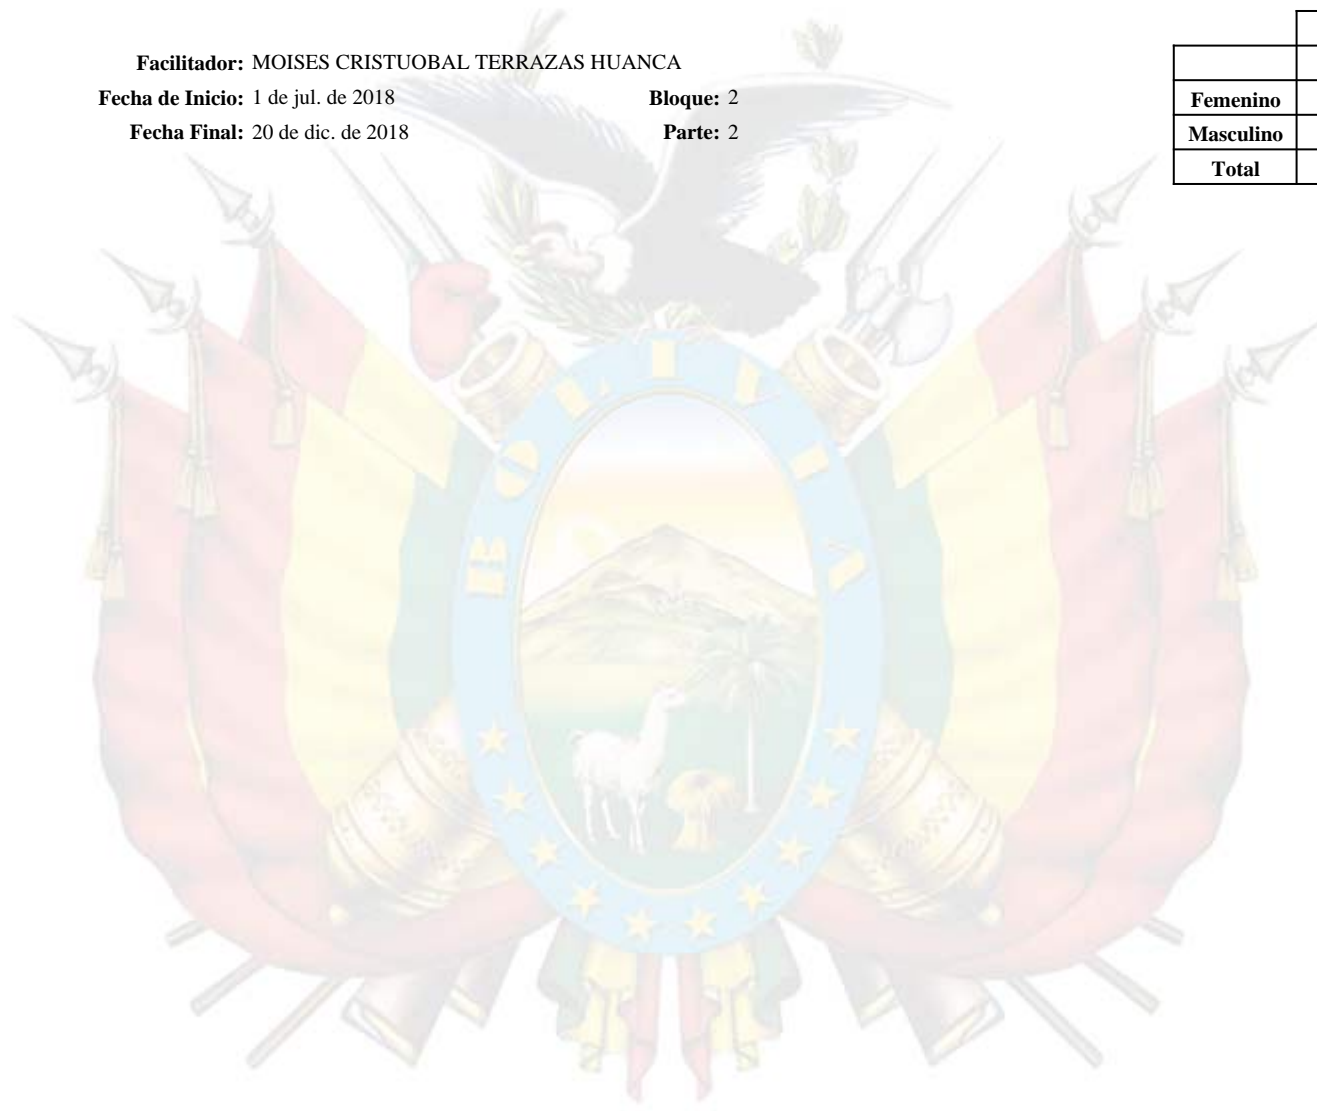 Facilitador: MOISES CRISTUOBAL TERRAZAS HUANCA
Fecha de Inicio: 1 de jul. de 2018 Bloque: 2
Fecha Final: 20 de dic. de 2018 Parte: 2
Femenino
Masculino
Total
BOLIVIA